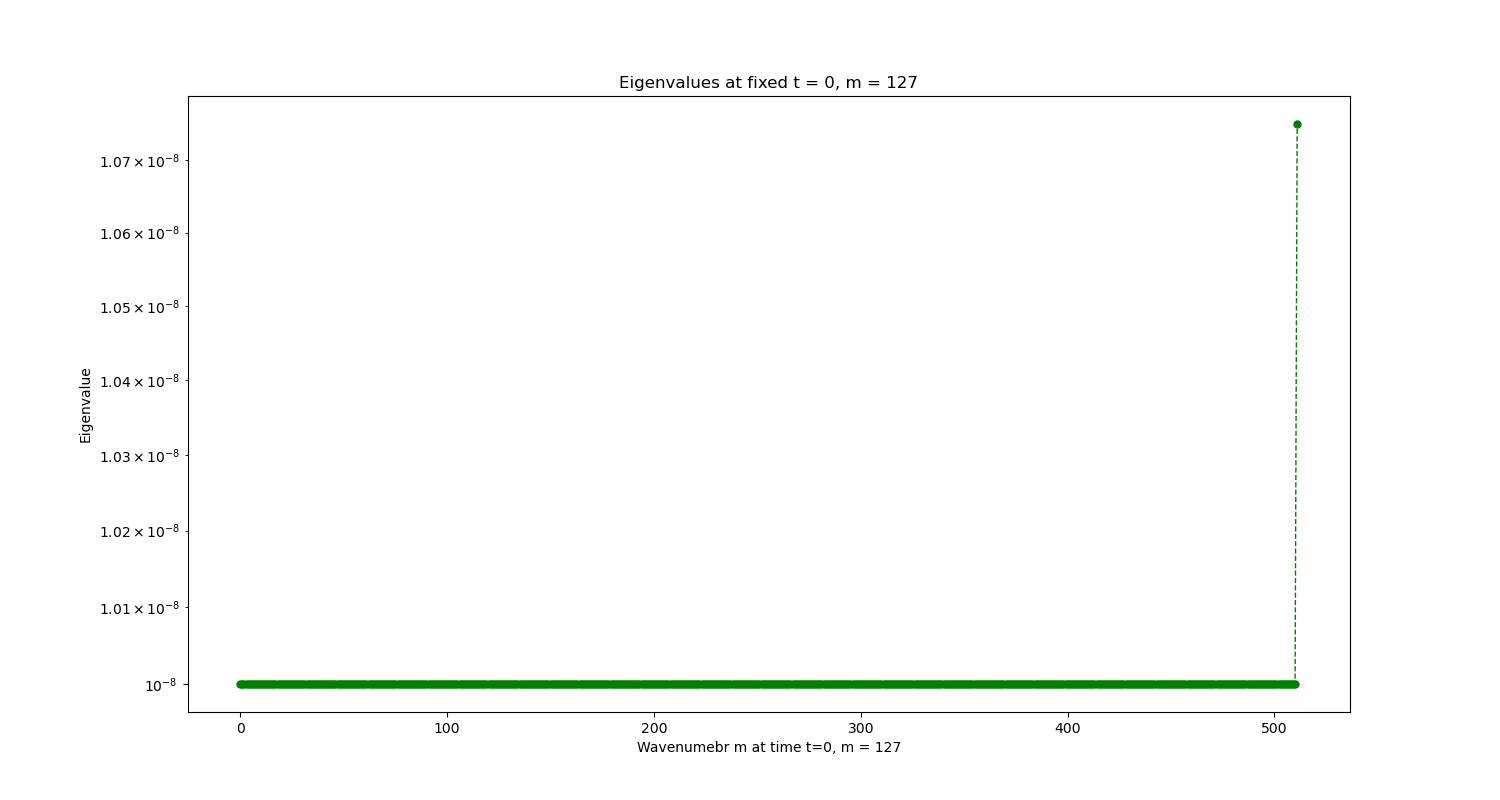 Eigenvalues at fixed t = 0, m = 127
Eigenvalue
1.07 × 10⁻⁸
1.06 × 10⁻⁸
1.05 × 10⁻⁸
1.04 × 10⁻⁸
1.03 × 10⁻⁸
1.02 × 10⁻⁸
1.01 × 10⁻⁸
10⁻⁸
0 100 200 300 400 500
Wavenumebr m at time t=0, m = 127